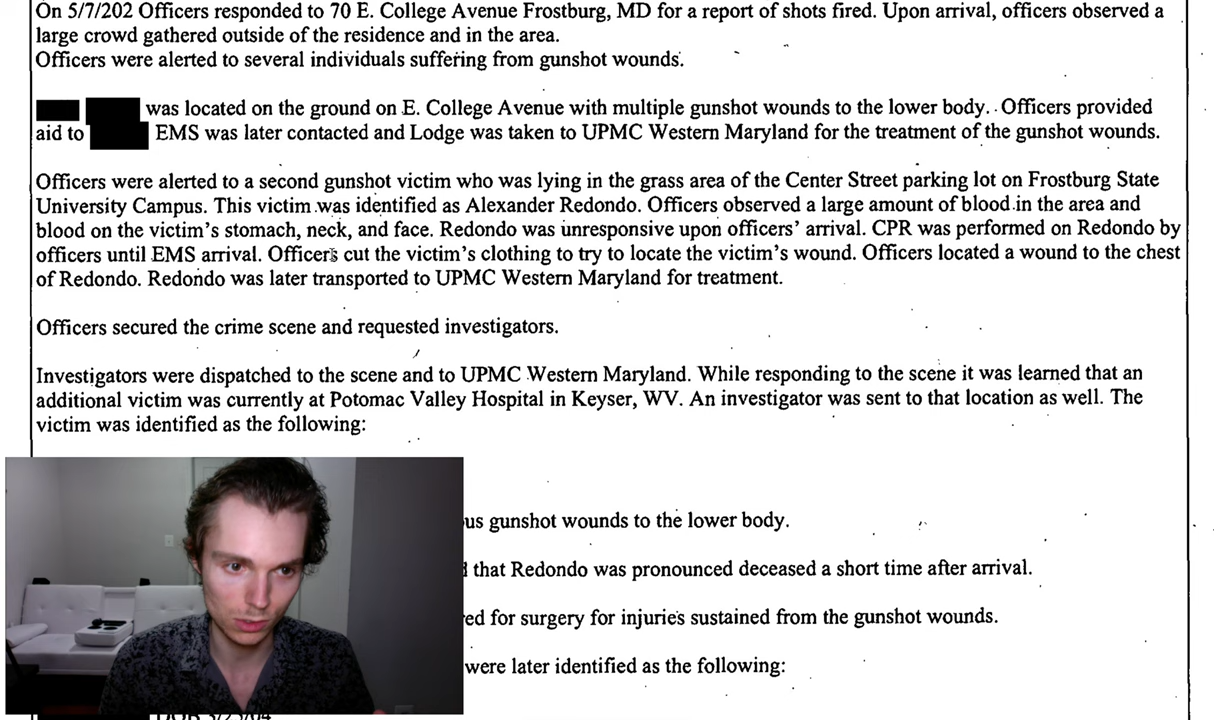 On 5/7/202 Officers responded to 70 E. College Avenue Frostburg, MD for a report of shots fired. Upon arrival, officers observed a
large crowd gathered outside of the residence and in the area.
Officers were alerted to several individuals suffering from gunshot wounds.
was located on the ground on E. College Avenue with multiple gunshot wounds to the lower body. Officers provided
aid to EMS was later contacted and Lodge was taken to UPMC Western Maryland for the treatment of the gunshot wounds.
Officers were alerted to a second gunshot victim who was lying in the grass area of the Center Street parking lot on Frostburg State
University Campus. This victim was identified as Alexander Redondo. Officers observed a large amount of blood in the area and
blood on the victim's stomach, neck, and face. Redondo was unresponsive upon officers' arrival. CPR was performed on Redondo by
officers until EMS arrival. Officers cut the victim's clothing to try to locate the victim's wound. Officers located a wound to the chest
of Redondo. Redondo was later transported to UPMC Western Maryland for treatment.
Officers secured the crime scene and requested investigators.
Investigators were dispatched to the scene and to UPMC Western Maryland. While responding to the scene it was learned that an
additional victim was currently at Potomac Valley Hospital in Keyser, WV. An investigator was sent to that location as well. The
victim was identified as the following:
us gunshot wounds to the lower body.
that Redondo was pronounced deceased a short time after arrival.
ed for surgery for injuries sustained from the gunshot wounds.
were later identified as the following: